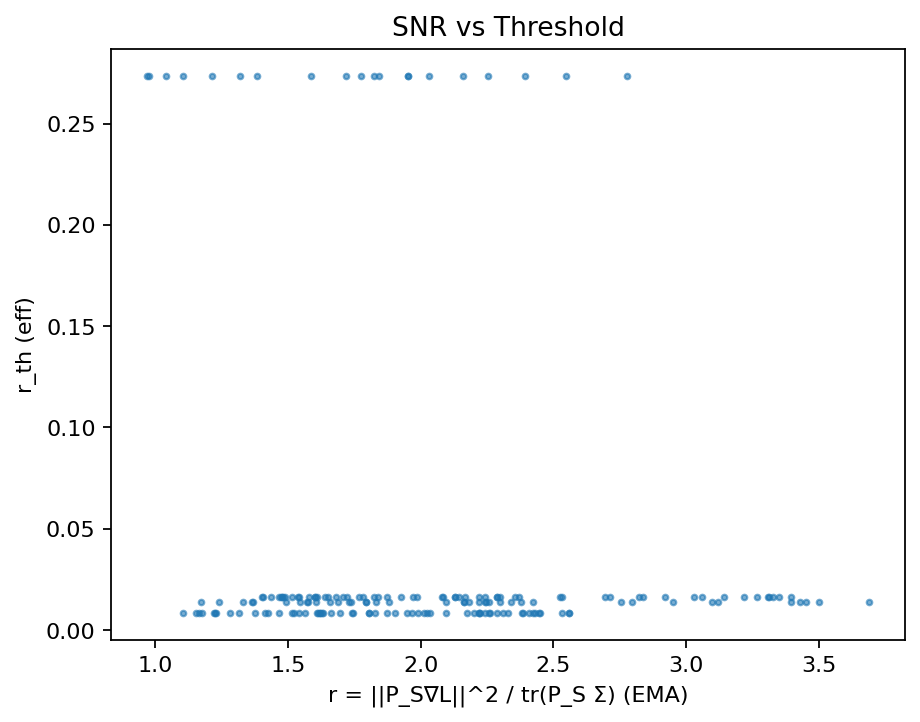 SNR vs Threshold
r_th (eff)
0.25
0.20
0.15
0.10
0.05
0.00
1.0 1.5 2.0 2.5 3.0 3.5
r = ||P_S∇L||^2 / tr(P_S Σ) (EMA)